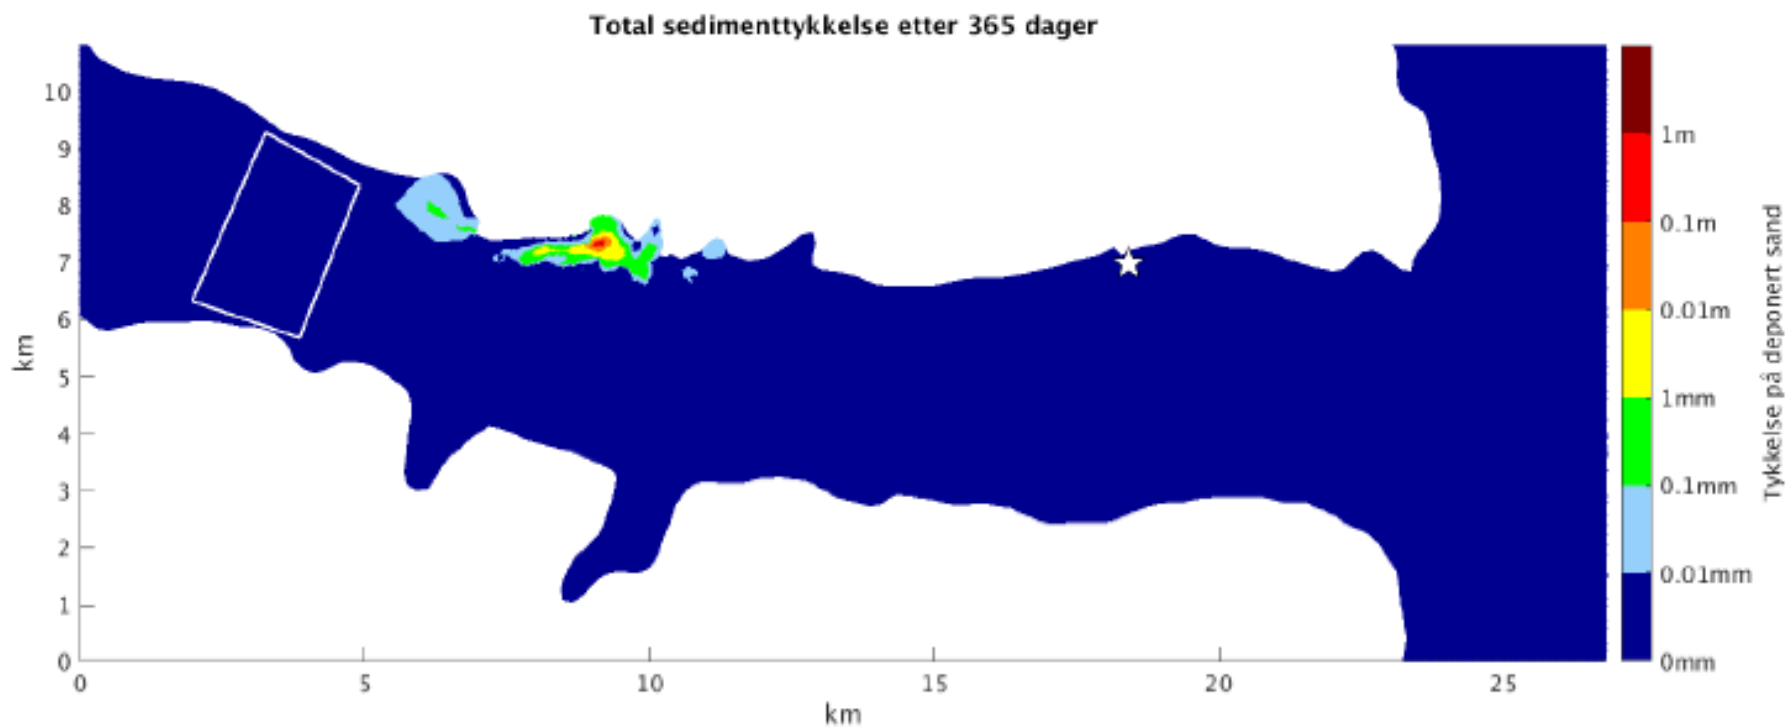 Total sedimenttykkelse etter 365 dager
10
9
8
7
6
5
4
3
2
1
0
km
0
5
10
15
20
25
km
1m
0.1m
0.01m
1mm
0.1mm
0.01mm
0mm
Tykkelse på deponert sand